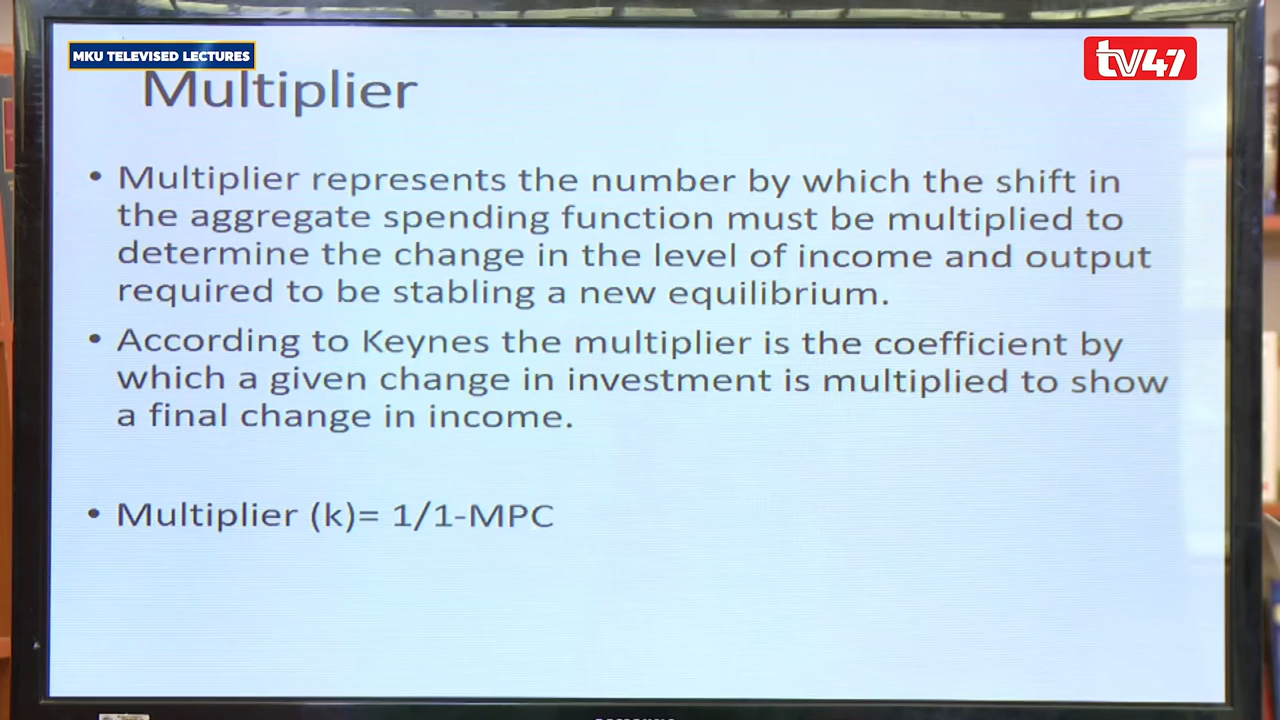 MKU TELEVISED LECTURES
tv47
Multiplier
• Multiplier represents the number by which the shift in
the aggregate spending function must be multiplied to
determine the change in the level of income and output
required to be stabling a new equilibrium.
• According to Keynes the multiplier is the coefficient by
which a given change in investment is multiplied to show
a final change in income.
• Multiplier (k)= 1/1-MPC